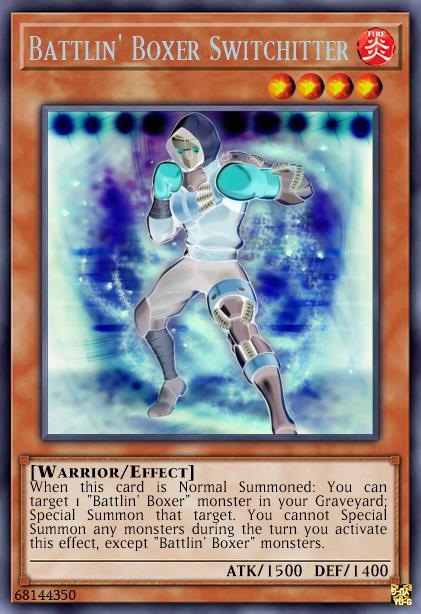 BATTLIN' BOXER SWITCHITTER
FIRE
炎
[WARRIOR/EFFECT]
When this card is Normal Summoned: You can
target 1 "Battlin' Boxer" monster in your Graveyard;
Special Summon that target. You cannot Special
Summon any monsters during the turn you activate
this effect, except "Battlin' Boxer" monsters.
ATK/1500 DEF/1400
68144350